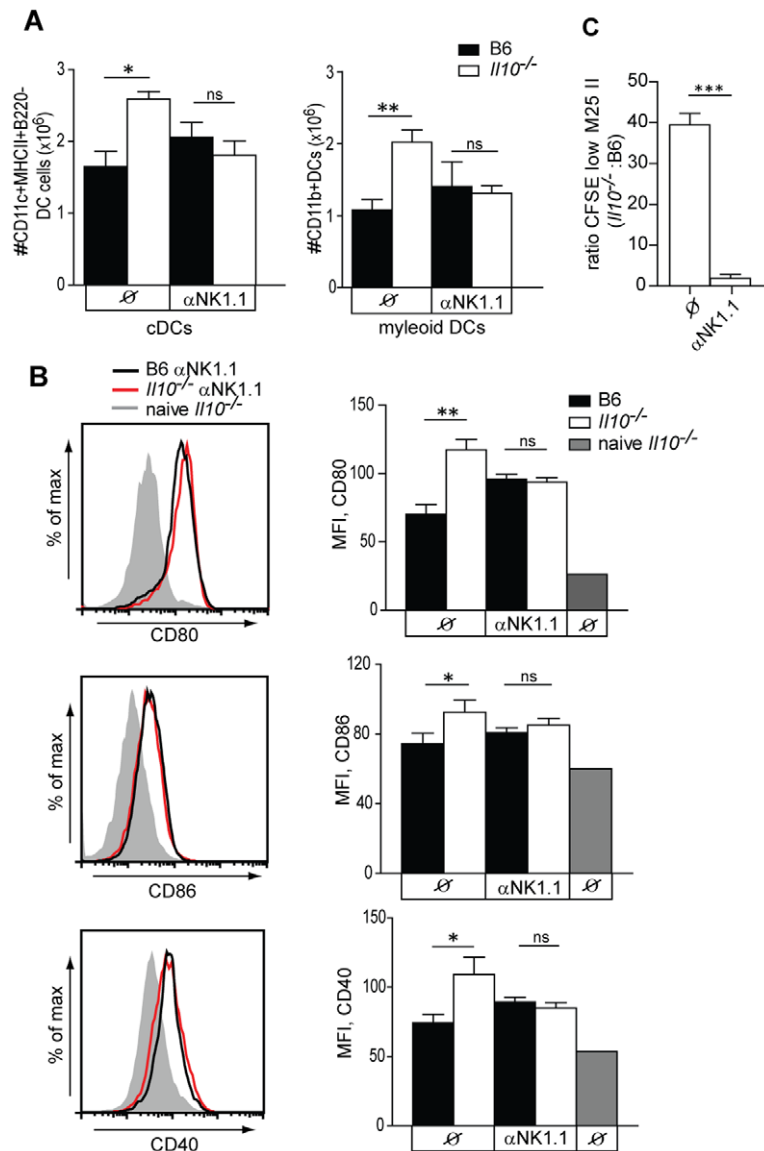 A
B6
Il10-/-
#CD11c+MHCII+B220-
DC cells (x10⁶)
3
2
1
0
*
ns
Ø
αNK1.1
cDCs
#CD11b+DCs (x10⁶)
3
2
1
0
**
ns
Ø
αNK1.1
myleoid DCs
C
ratio CFSE low M25 II
(Il10-/-:B6)
50
40
30
20
10
0
***
Ø
αNK1.1
B
B6 αNK1.1
Il10-/- αNK1.1
naive Il10-/-
% of max
CD80
B6
Il10-/-
naive Il10-/-
MFI, CD80
150
100
50
0
**
ns
Ø
αNK1.1
Ø
% of max
CD86
MFI, CD86
120
80
40
0
*
ns
Ø
αNK1.1
Ø
% of max
CD40
MFI, CD40
150
100
50
0
*
ns
Ø
αNK1.1
Ø